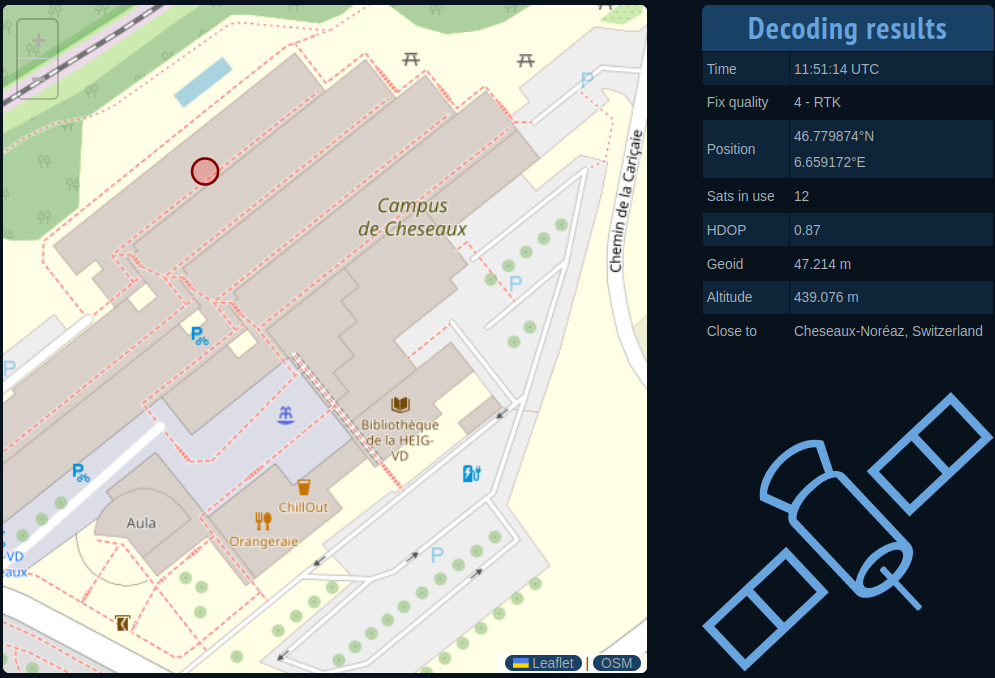 +
−
P
Campus
de Cheseaux
Chemin de la Cariçaie
P
P
P
Bibliothèque
de la HEIG-
VD
P
ChillOut
Aula
Orangeraie
P
-VD
eaux
Leaflet | OSM
Decoding results
Time 11:51:14 UTC
Fix quality 4 - RTK
Position 46.779874°N
6.659172°E
Sats in use 12
HDOP 0.87
Geoid 47.214 m
Altitude 439.076 m
Close to Cheseaux-Noréaz, Switzerland